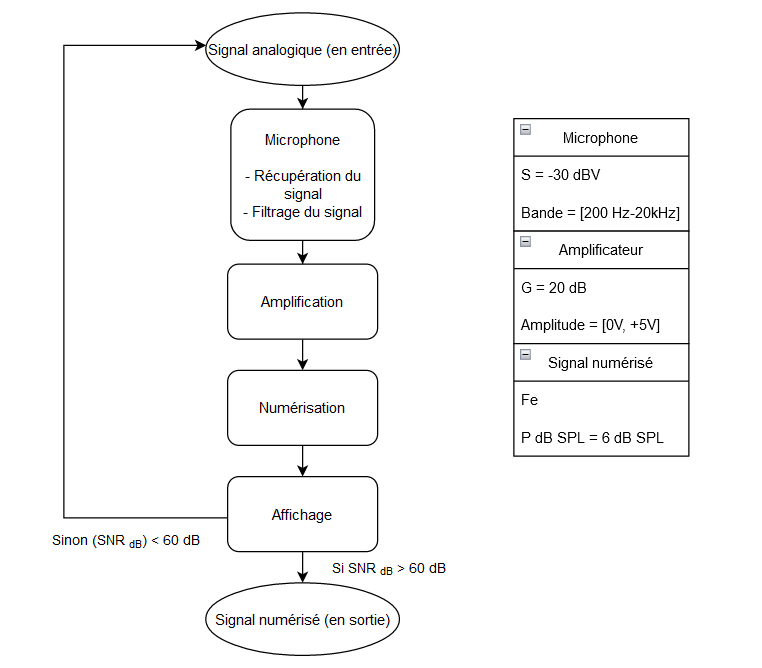 Signal analogique (en entrée)
Microphone
- Récupération du
signal
- Filtrage du signal
Amplification
Numérisation
Affichage
Sinon (SNR dB) < 60 dB
Si SNR dB > 60 dB
Signal numérisé (en sortie)
Microphone
S = -30 dBV
Bande = [200 Hz-20kHz]
Amplificateur
G = 20 dB
Amplitude = [0V, +5V]
Signal numérisé
Fe
P dB SPL = 6 dB SPL